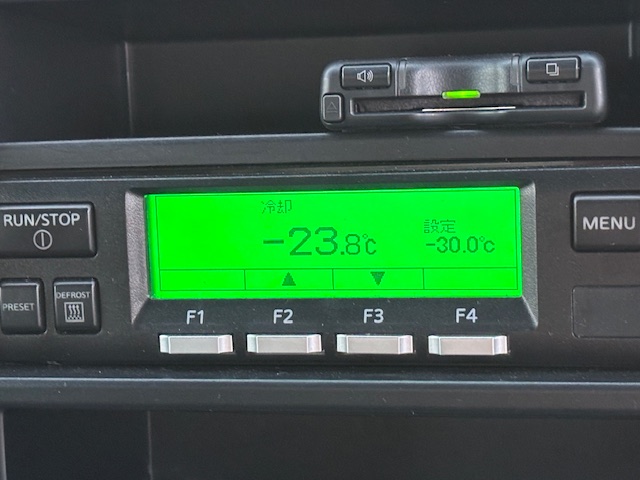 冷却
-23.8℃
設定
-30.0℃
RUN/STOP
MENU
PRESET
DEFROST
F1 F2 F3 F4